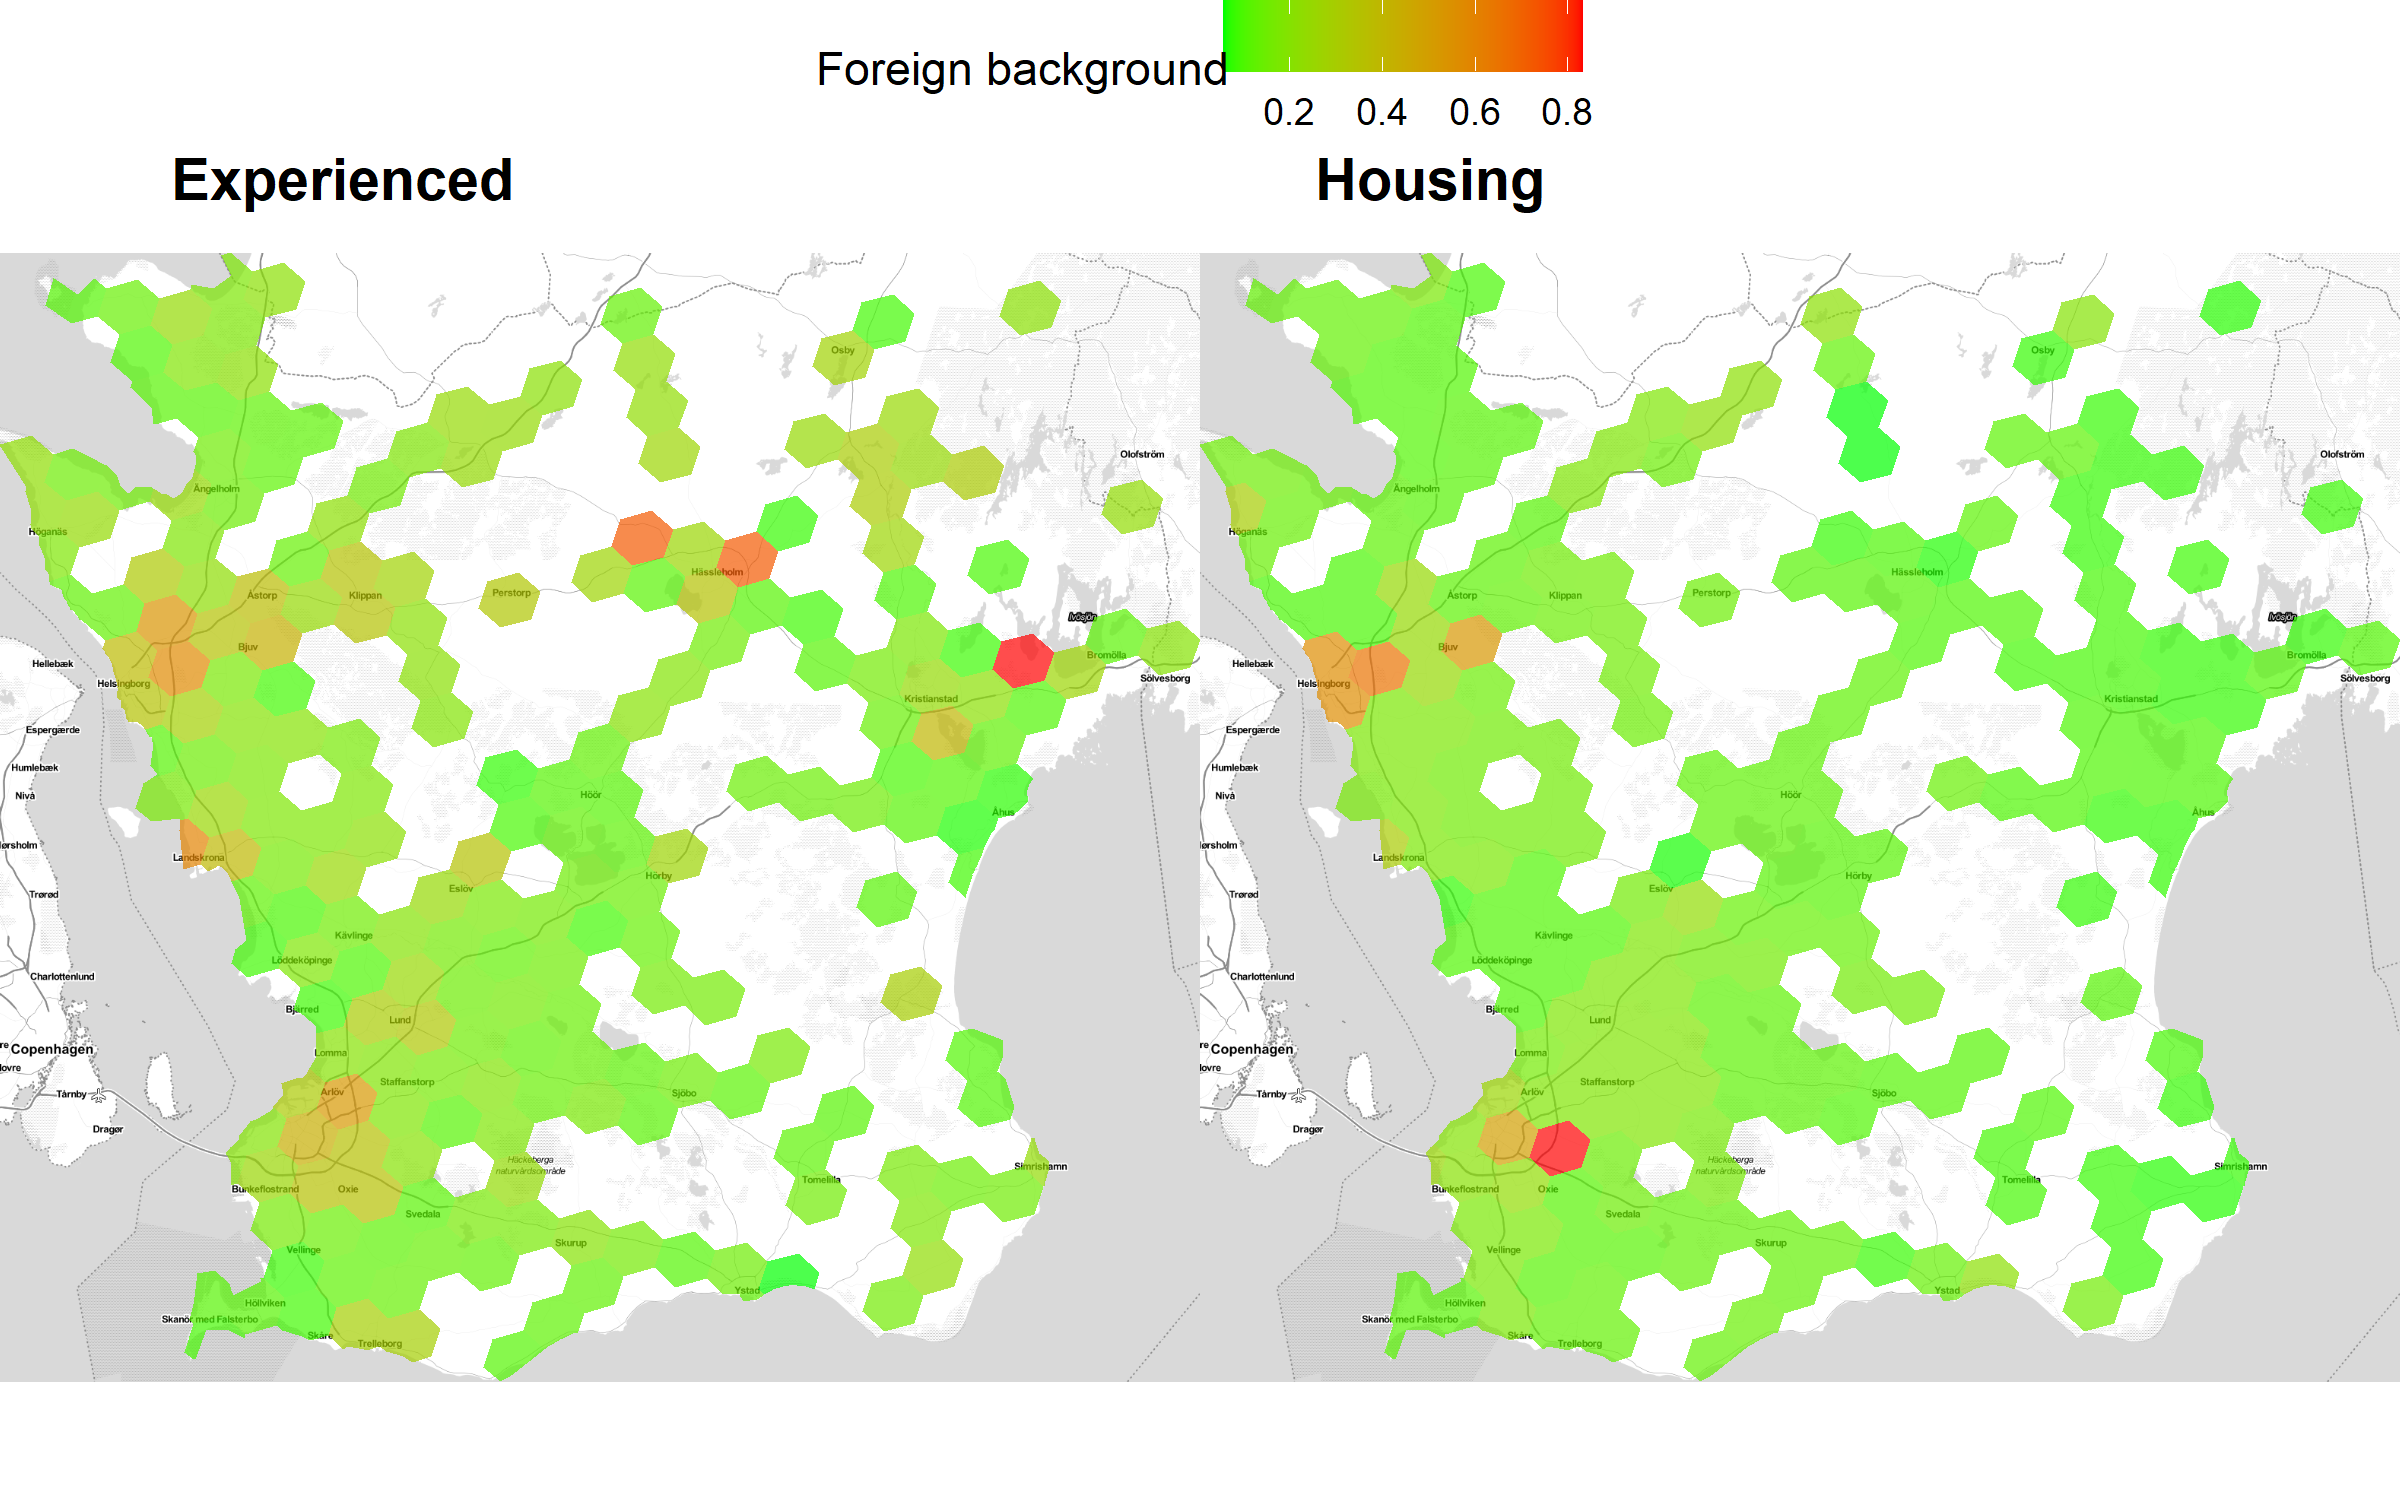 Foreign background
0.2 0.4 0.6 0.8
Experienced
Housing
Osby
Olofström
Ängelholm
Höganäs
Hässleholm
Åstorp
Klippan
Perstorp
Ivösjön
Bjuv
Hellebæk
Bromölla
Helsingborg
Sölvesborg
Kristianstad
Espergærde
Humlebæk
Nivå
Höör
Åhus
ørsholm
Landskrona
Hörby
Eslöv
Trørød
Kävlinge
Löddeköpinge
Charlottenlund
Bjärred
Lund
re
Copenhagen
Lomma
lovre
Staffanstorp
Arlöv
Tårnby
Sjöbo
Dragør
Häckeberga
naturvårdsområde
Simrishamn
Tomelilla
Bunkeflostrand
Oxie
Svedala
Skurup
Vellinge
Ystad
Höllviken
Skanör med Falsterbo
Skåre
Trelleborg
Osby
Olofström
Ängelholm
Höganäs
Hässleholm
Åstorp
Klippan
Perstorp
Ivösjön
Bjuv
Hellebæk
Bromölla
Helsingborg
Sölvesborg
Kristianstad
Espergærde
Humlebæk
Nivå
Höör
Åhus
lørsholm
Landskrona
Hörby
Eslöv
Trørød
Kävlinge
Löddeköpinge
Charlottenlund
Bjärred
Lund
re
Copenhagen
Lomma
lovre
Staffanstorp
Arlöv
Tårnby
Sjöbo
Dragør
Häckeberga
naturvårdsområde
Simrishamn
Tomelilla
Bunkeflostrand
Oxie
Svedala
Skurup
Vellinge
Ystad
Höllviken
Skanör med Falsterbo
Skåre
Trelleborg